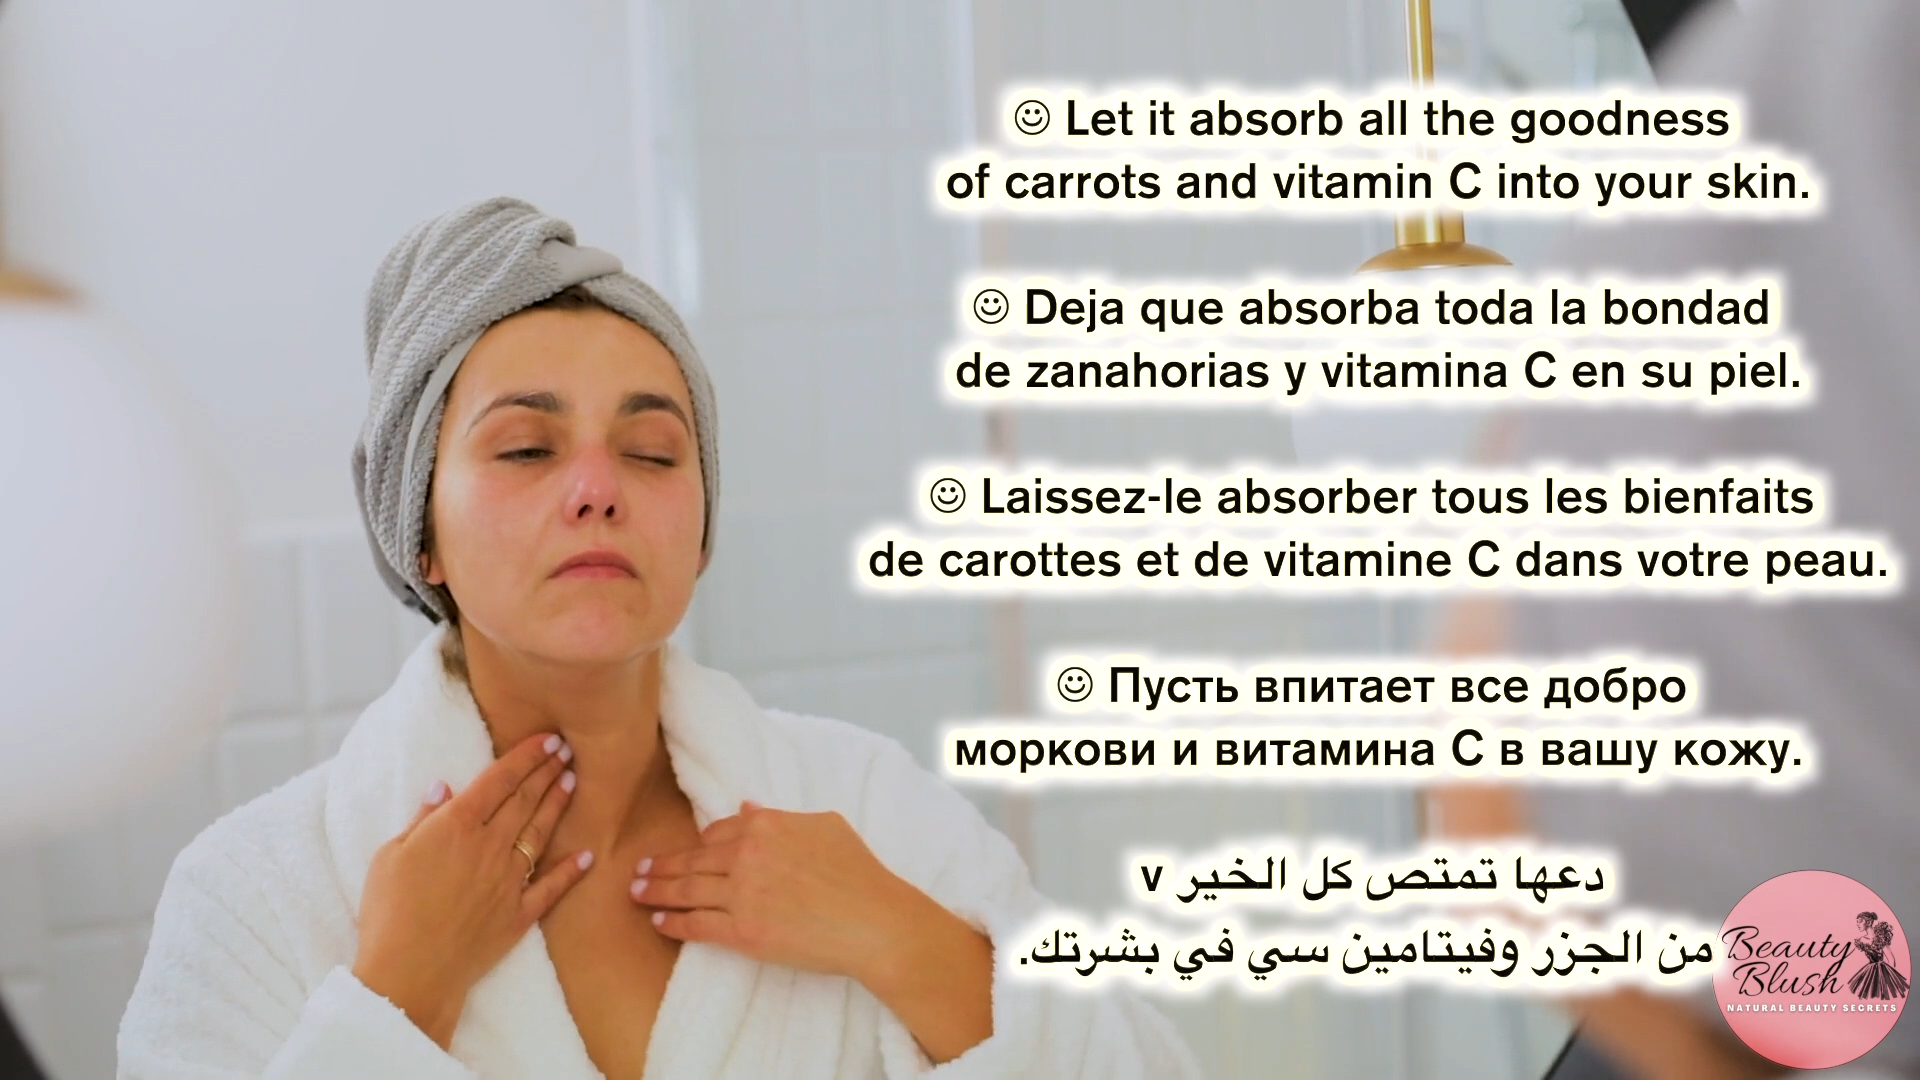 ☺ Let it absorb all the goodness
of carrots and vitamin C into your skin.
☺ Deja que absorba toda la bondad
de zanahorias y vitamina C en su piel.
☺ Laissez-le absorber tous les bienfaits
de carottes et de vitamine C dans votre peau.
☺ Пусть впитает все добро
моркови и витамина С в вашу кожу.
دعها تمتص كل الخير v
من الجزر وفيتامين سي في بشرتك.
Beauty
Blush
NATURAL BEAUTY SECRETS